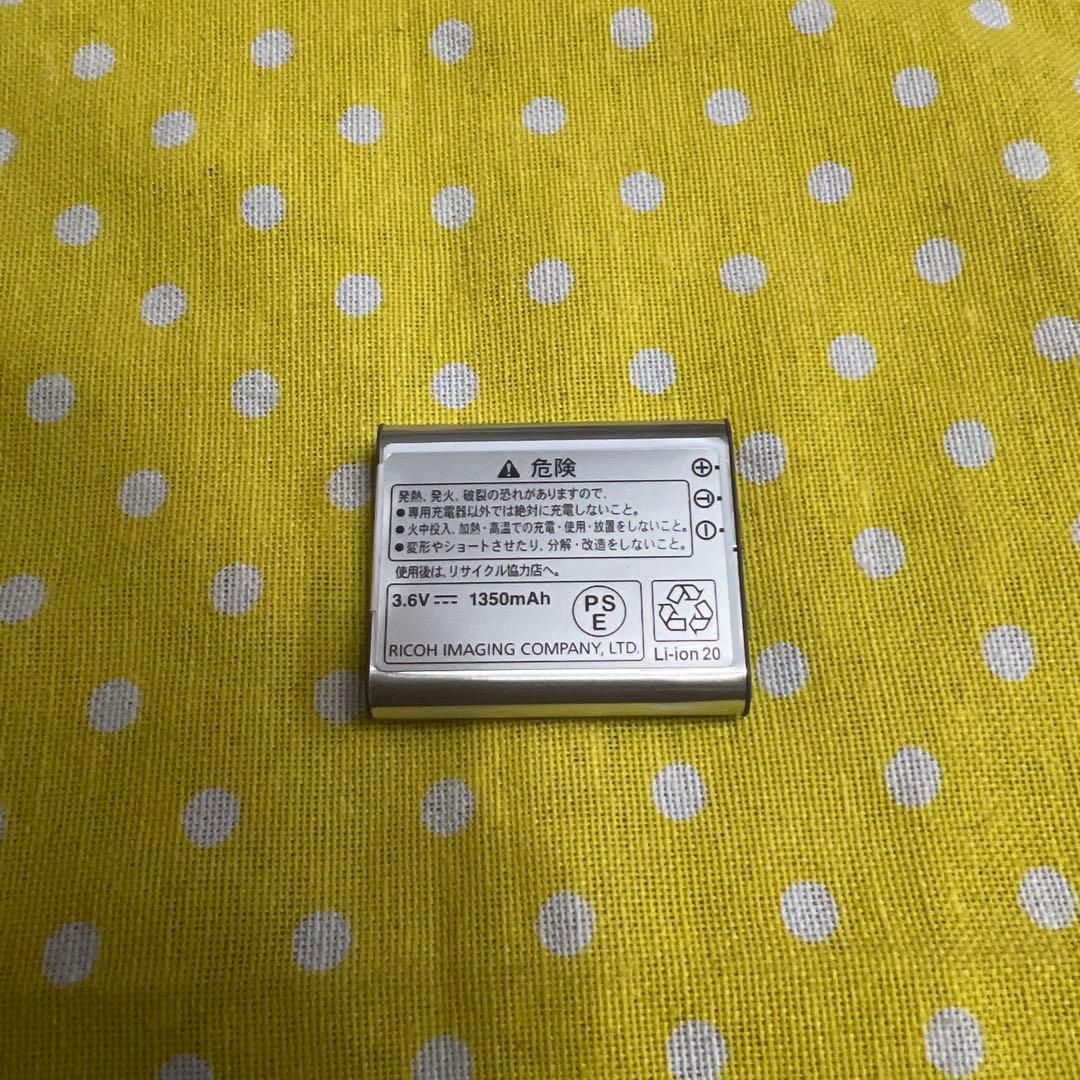 ⚠ 危険
発熱、発火、破裂の恐れがありますので、
●専用充電器以外では絶対に充電しないこと。
●火中投入、加熱・高温での充電・使用・放置をしないこと。
●変形やショートさせたり、分解・改造をしないこと。
使用後は、リサイクル協力店へ。
3.6V⎓ 1350mAh
PS
E
RICOH IMAGING COMPANY, LTD.
Li-ion 20
⊕
T
⊖